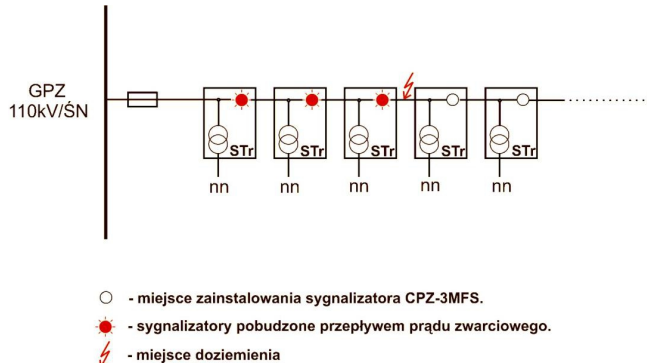 GPZ
110kV/ŚN
STr STr STr STr STr
nn nn nn nn nn
- miejsce zainstalowania sygnalizatora CPZ-3MFS.
- sygnalizatory pobudzone przepływem prądu zwarciowego.
- miejsce doziemienia